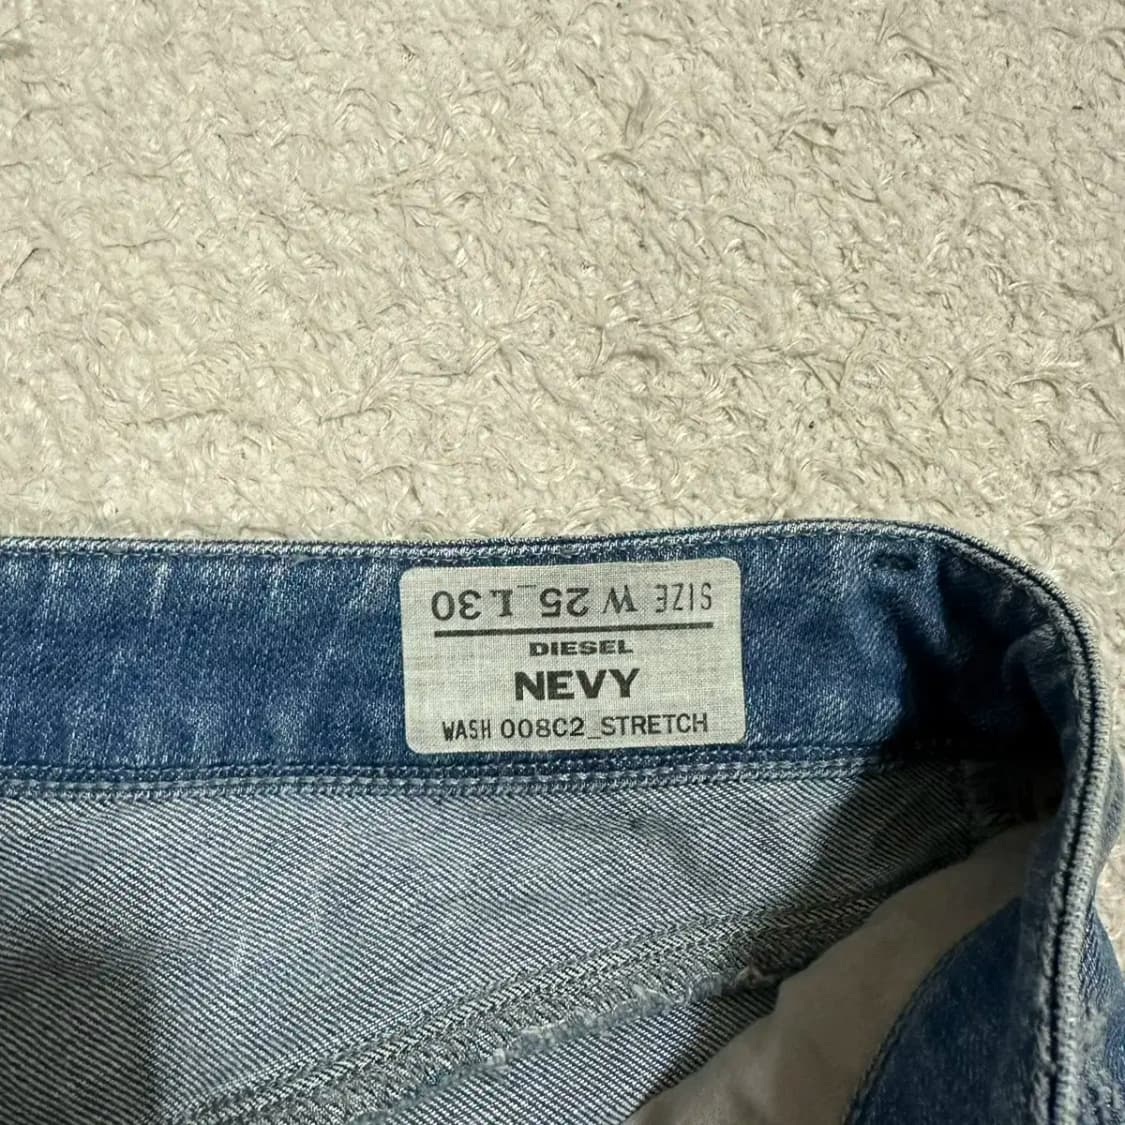 SIZE W 25_L 30
DIESEL
NEVY
WASH 008C2_STRETCH